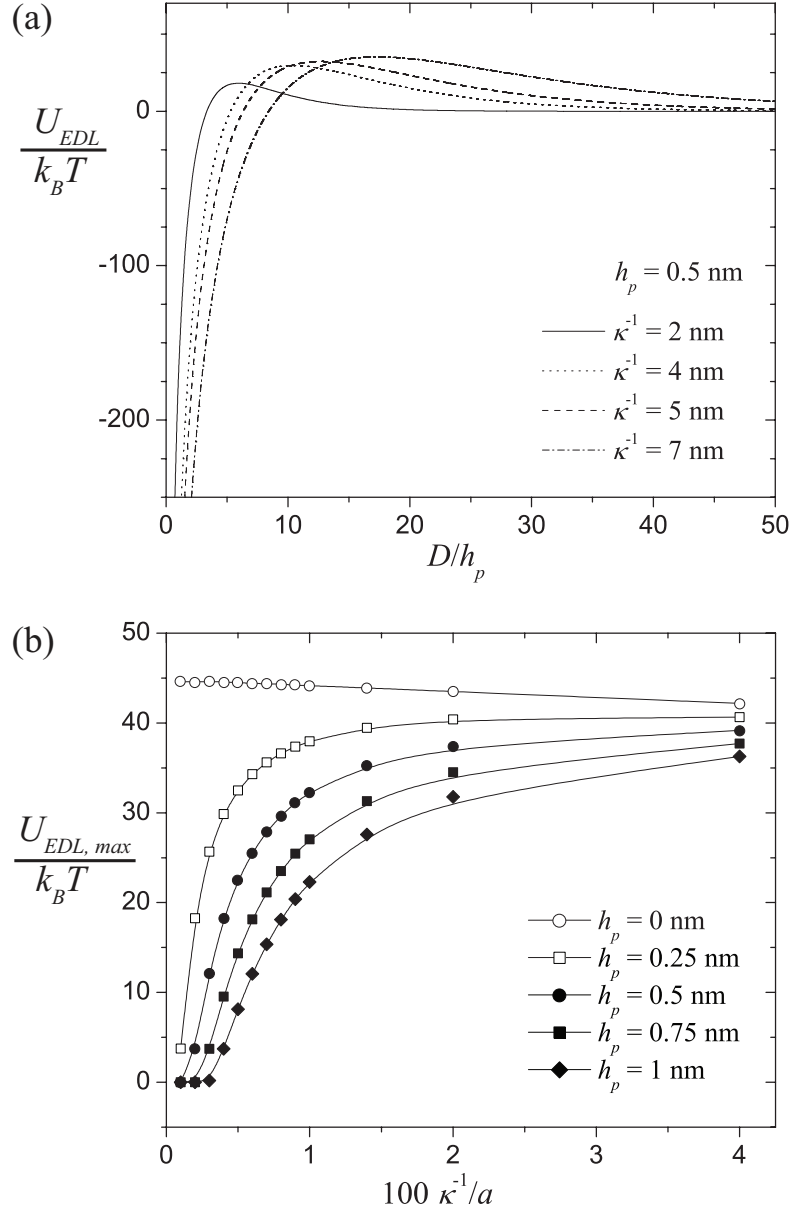 (a)
0
-100
-200
U_EDL
k_BT
h_p = 0.5 nm
κ⁻¹ = 2 nm
κ⁻¹ = 4 nm
κ⁻¹ = 5 nm
κ⁻¹ = 7 nm
0 10 20 30 40 50
D/h_p
(b)
50
40
30
20
10
0
U_EDL, max
k_BT
h_p = 0 nm
h_p = 0.25 nm
h_p = 0.5 nm
h_p = 0.75 nm
h_p = 1 nm
0 1 2 3 4
100 κ⁻¹/a